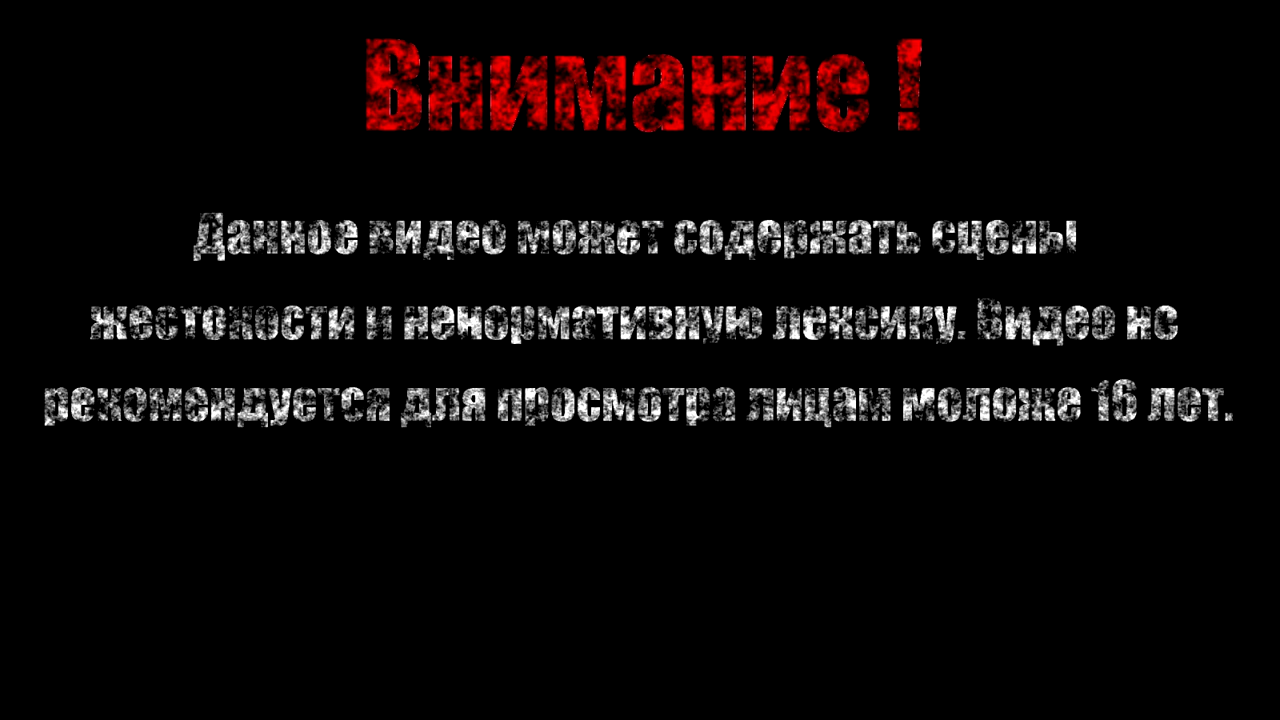 Внимание !
Данное видео может содержать сцены
жестокости и ненормативную лексику. Видео не
рекомендуется для просмотра лицам моложе 16 лет.